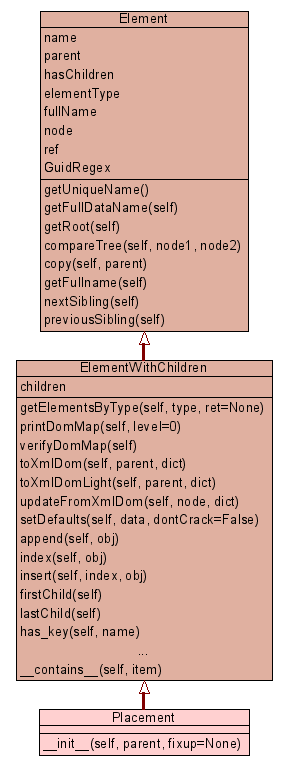 Element
name
parent
hasChildren
elementType
fullName
node
ref
GuidRegex
getUniqueName()
getFullDataName(self)
getRoot(self)
compareTree(self, node1, node2)
copy(self, parent)
getFullname(self)
nextSibling(self)
previousSibling(self)
ElementWithChildren
children
getElementsByType(self, type, ret=None)
printDomMap(self, level=0)
verifyDomMap(self)
toXmlDom(self, parent, dict)
toXmlDomLight(self, parent, dict)
updateFromXmlDom(self, node, dict)
setDefaults(self, data, dontCrack=False)
append(self, obj)
index(self, obj)
insert(self, index, obj)
firstChild(self)
lastChild(self)
has_key(self, name)
...
__contains__(self, item)
Placement
__init__(self, parent, fixup=None)